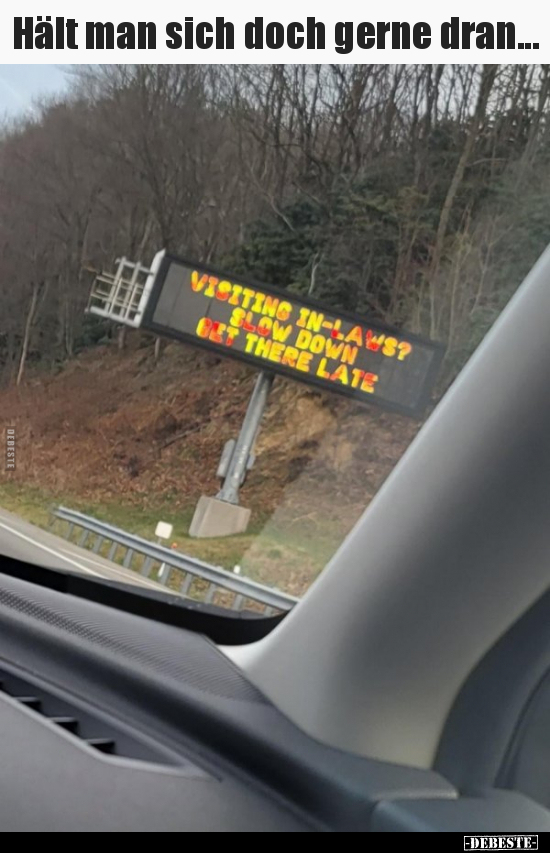 Hält man sich doch gerne dran...
VISITING IN-LAWS?
SLOW DOWN
GET THERE LATE
DEBESTE
-DEBESTE-